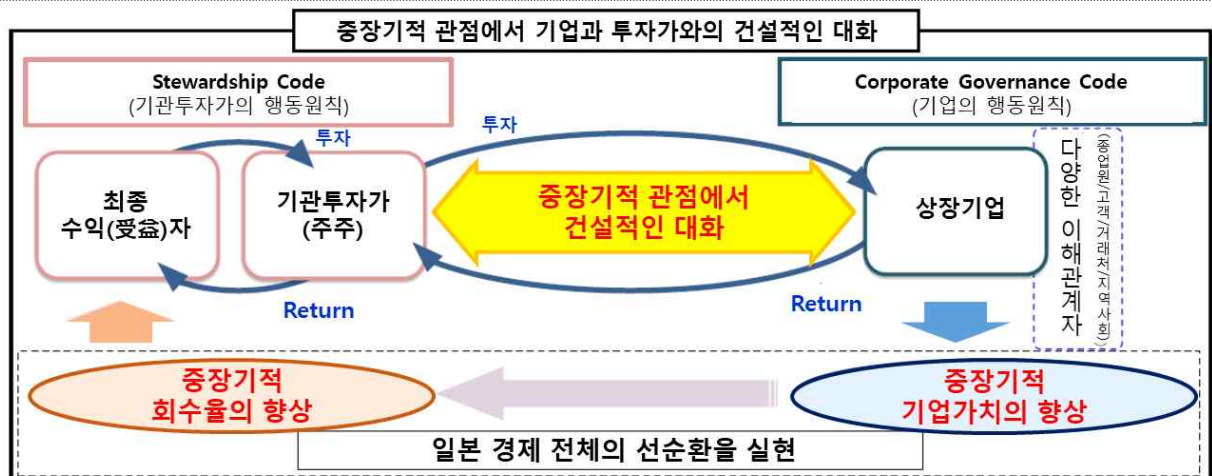 중장기적 관점에서 기업과 투자가와의 건설적인 대화
Stewardship Code
(기관투자가의 행동원칙)
Corporate Governance Code
(기업의 행동원칙)
투자
투자
최종
수익(受益)자
기관투자가
(주주)
중장기적 관점에서
건설적인 대화
상장기업
다양한 이해관계자
(종업원/고객/거래처/지역사회)
Return
Return
중장기적
회수율의 향상
중장기적
기업가치의 향상
일본 경제 전체의 선순환을 실현